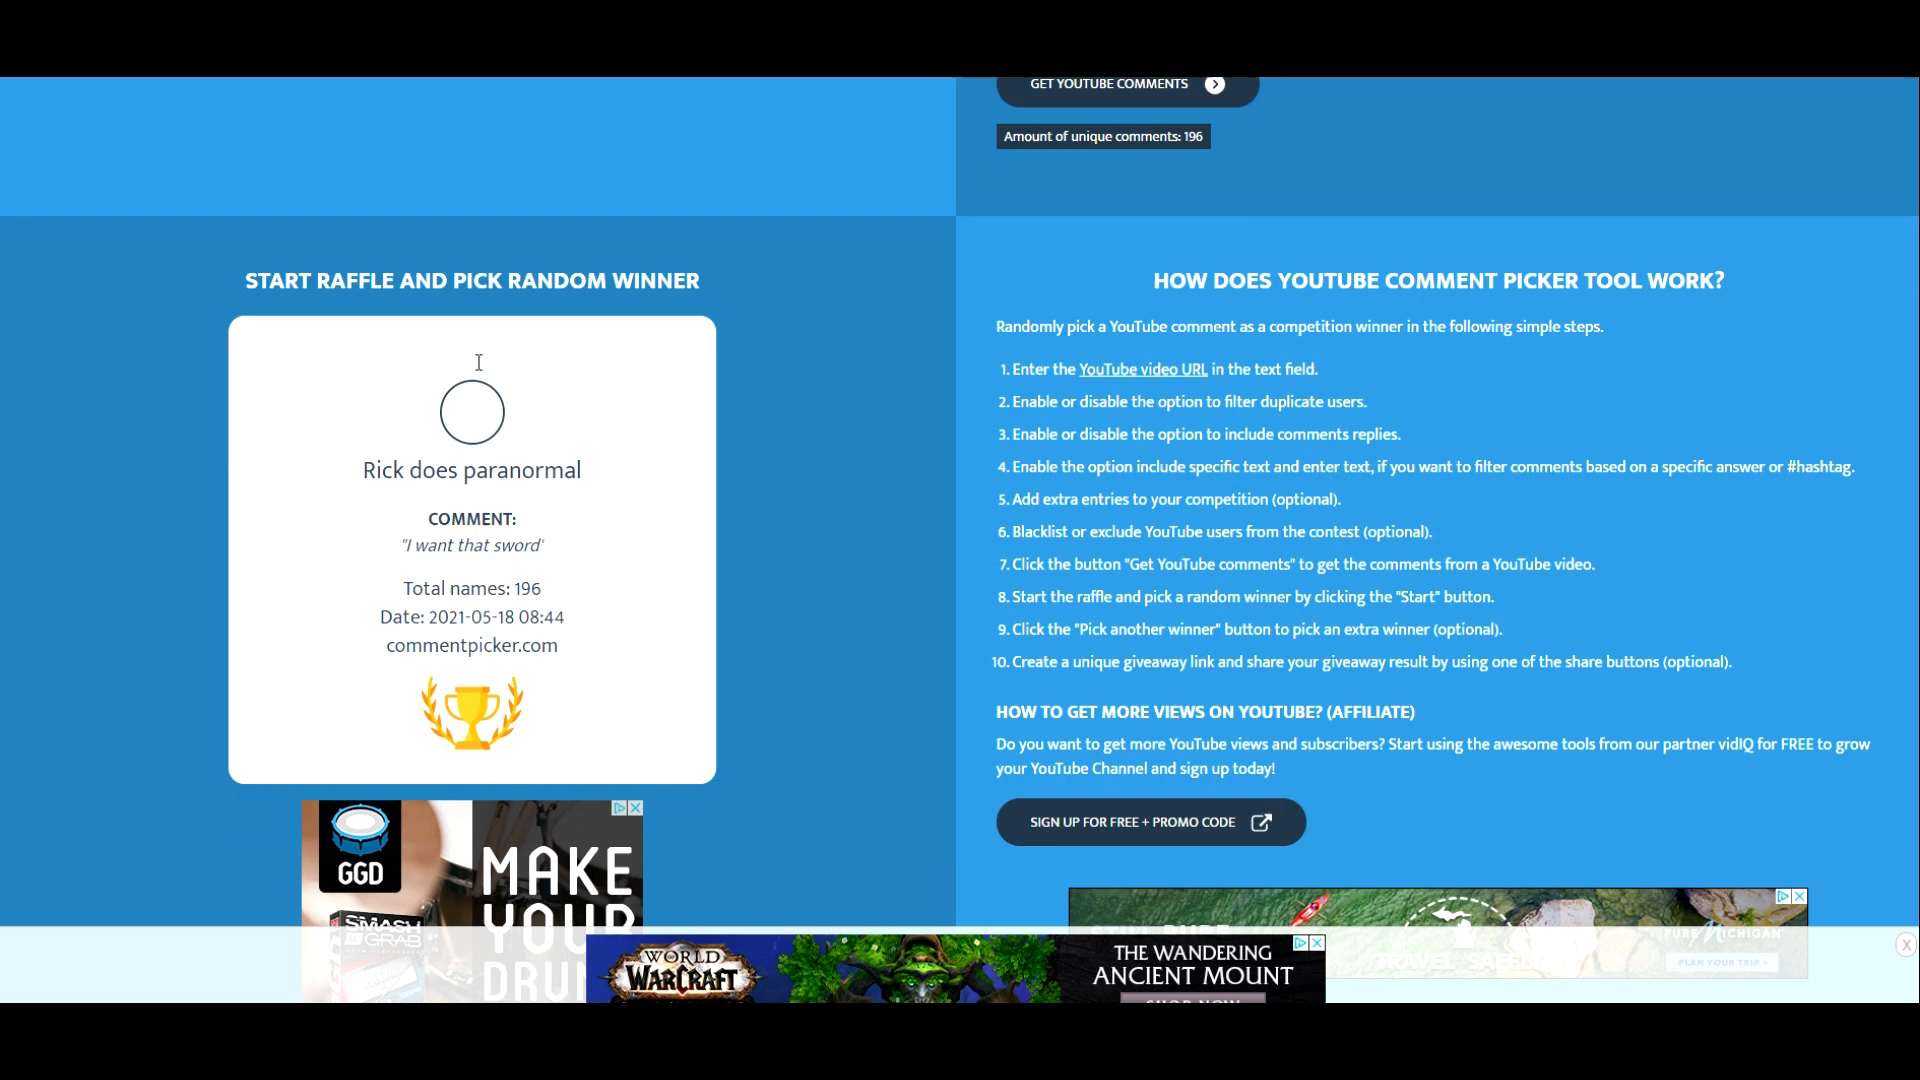 GET YOUTUBE COMMENTS
Amount of unique comments: 196
START RAFFLE AND PICK RANDOM WINNER
Rick does paranormal
COMMENT:
"I want that sword"
Total names: 196
Date: 2021-05-18 08:44
commentpicker.com
HOW DOES YOUTUBE COMMENT PICKER TOOL WORK?
Randomly pick a YouTube comment as a competition winner in the following simple steps.
1. Enter the YouTube video URL in the text field.
2. Enable or disable the option to filter duplicate users.
3. Enable or disable the option to include comments replies.
4. Enable the option include specific text and enter text, if you want to filter comments based on a specific answer or #hashtag.
5. Add extra entries to your competition (optional).
6. Blacklist or exclude YouTube users from the contest (optional).
7. Click the button "Get YouTube comments" to get the comments from a YouTube video.
8. Start the raffle and pick a random winner by clicking the "Start" button.
9. Click the "Pick another winner" button to pick an extra winner (optional).
10. Create a unique giveaway link and share your giveaway result by using one of the share buttons (optional).
HOW TO GET MORE VIEWS ON YOUTUBE? (AFFILIATE)
Do you want to get more YouTube views and subscribers? Start using the awesome tools from our partner vidIQ for FREE to grow
your YouTube Channel and sign up today!
SIGN UP FOR FREE + PROMO CODE
GGD
SMASH
GRAB
MAKE
YOUR
DRUM
WORLD
WARCRAFT
THE WANDERING
ANCIENT MOUNT
SHOP NOW
PURE MICHIGAN
PLAN YOUR TRIP
X